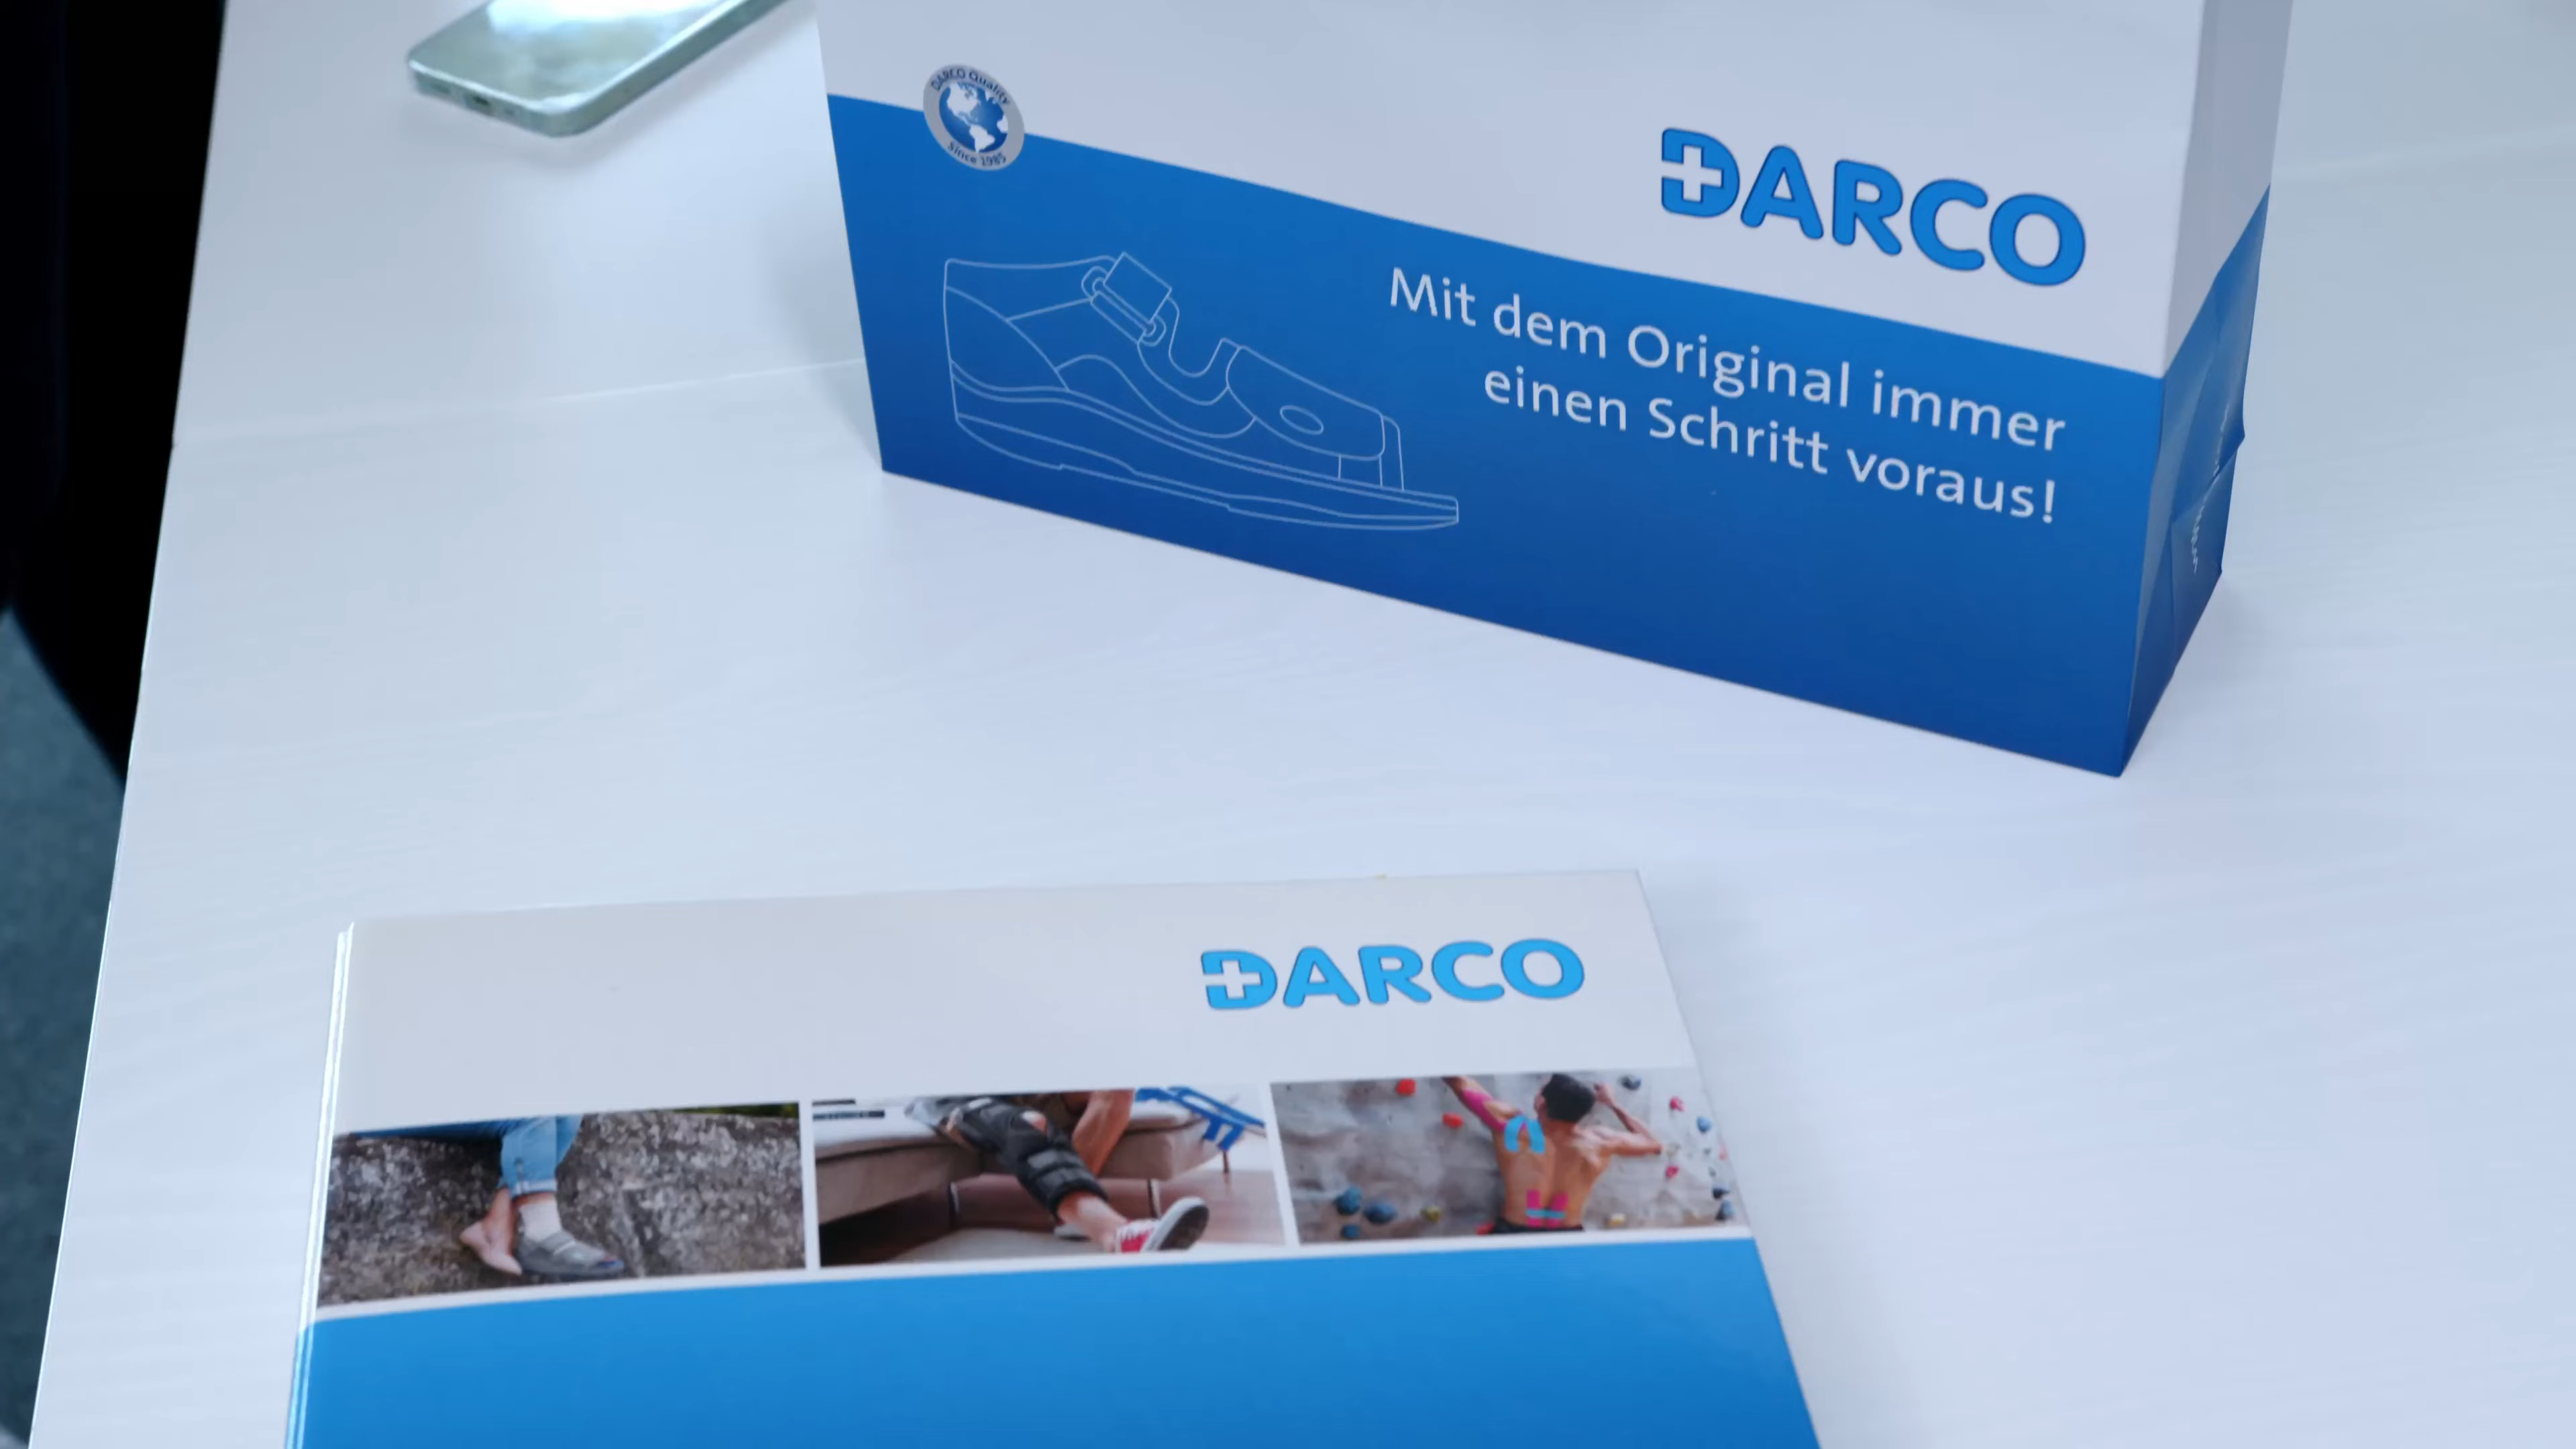 DARCO Quality
since 1985
DARCO
Mit dem Original immer
einen Schritt voraus!
DARCO